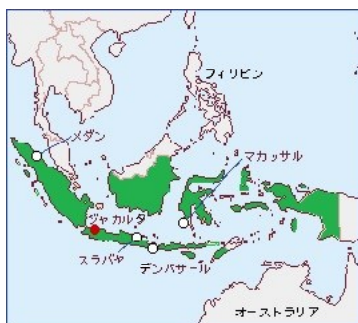 フィリピン
メダン
マカッサル
ジャカルタ
スラバヤ
デンパサール
オーストラリア